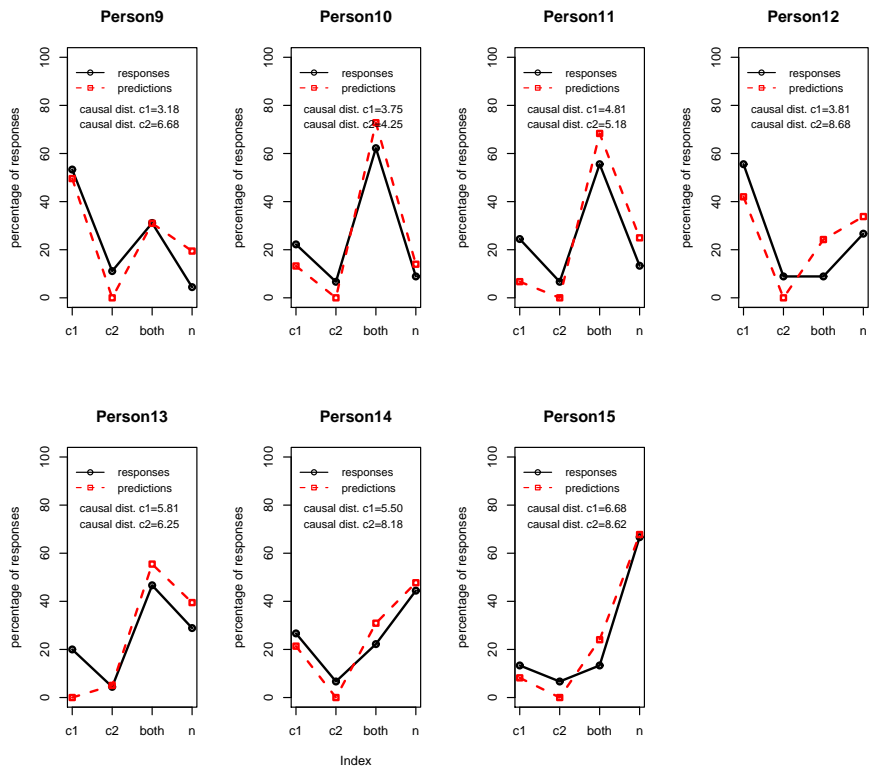 Person9
percentage of responses
100
80
60
40
20
0
responses
predictions
causal dist. c1=3.18
causal dist. c2=6.68
c1 c2 both n
Person10
percentage of responses
100
80
60
40
20
0
responses
predictions
causal dist. c1=3.75
causal dist. c2=4.25
c1 c2 both n
Person11
percentage of responses
100
80
60
40
20
0
responses
predictions
causal dist. c1=4.81
causal dist. c2=5.18
c1 c2 both n
Person12
percentage of responses
100
80
60
40
20
0
responses
predictions
causal dist. c1=3.81
causal dist. c2=8.68
c1 c2 both n
Person13
percentage of responses
100
80
60
40
20
0
responses
predictions
causal dist. c1=5.81
causal dist. c2=6.25
c1 c2 both n
Person14
percentage of responses
100
80
60
40
20
0
responses
predictions
causal dist. c1=5.50
causal dist. c2=8.18
c1 c2 both n
Index
Person15
percentage of responses
100
80
60
40
20
0
responses
predictions
causal dist. c1=6.68
causal dist. c2=8.62
c1 c2 both n